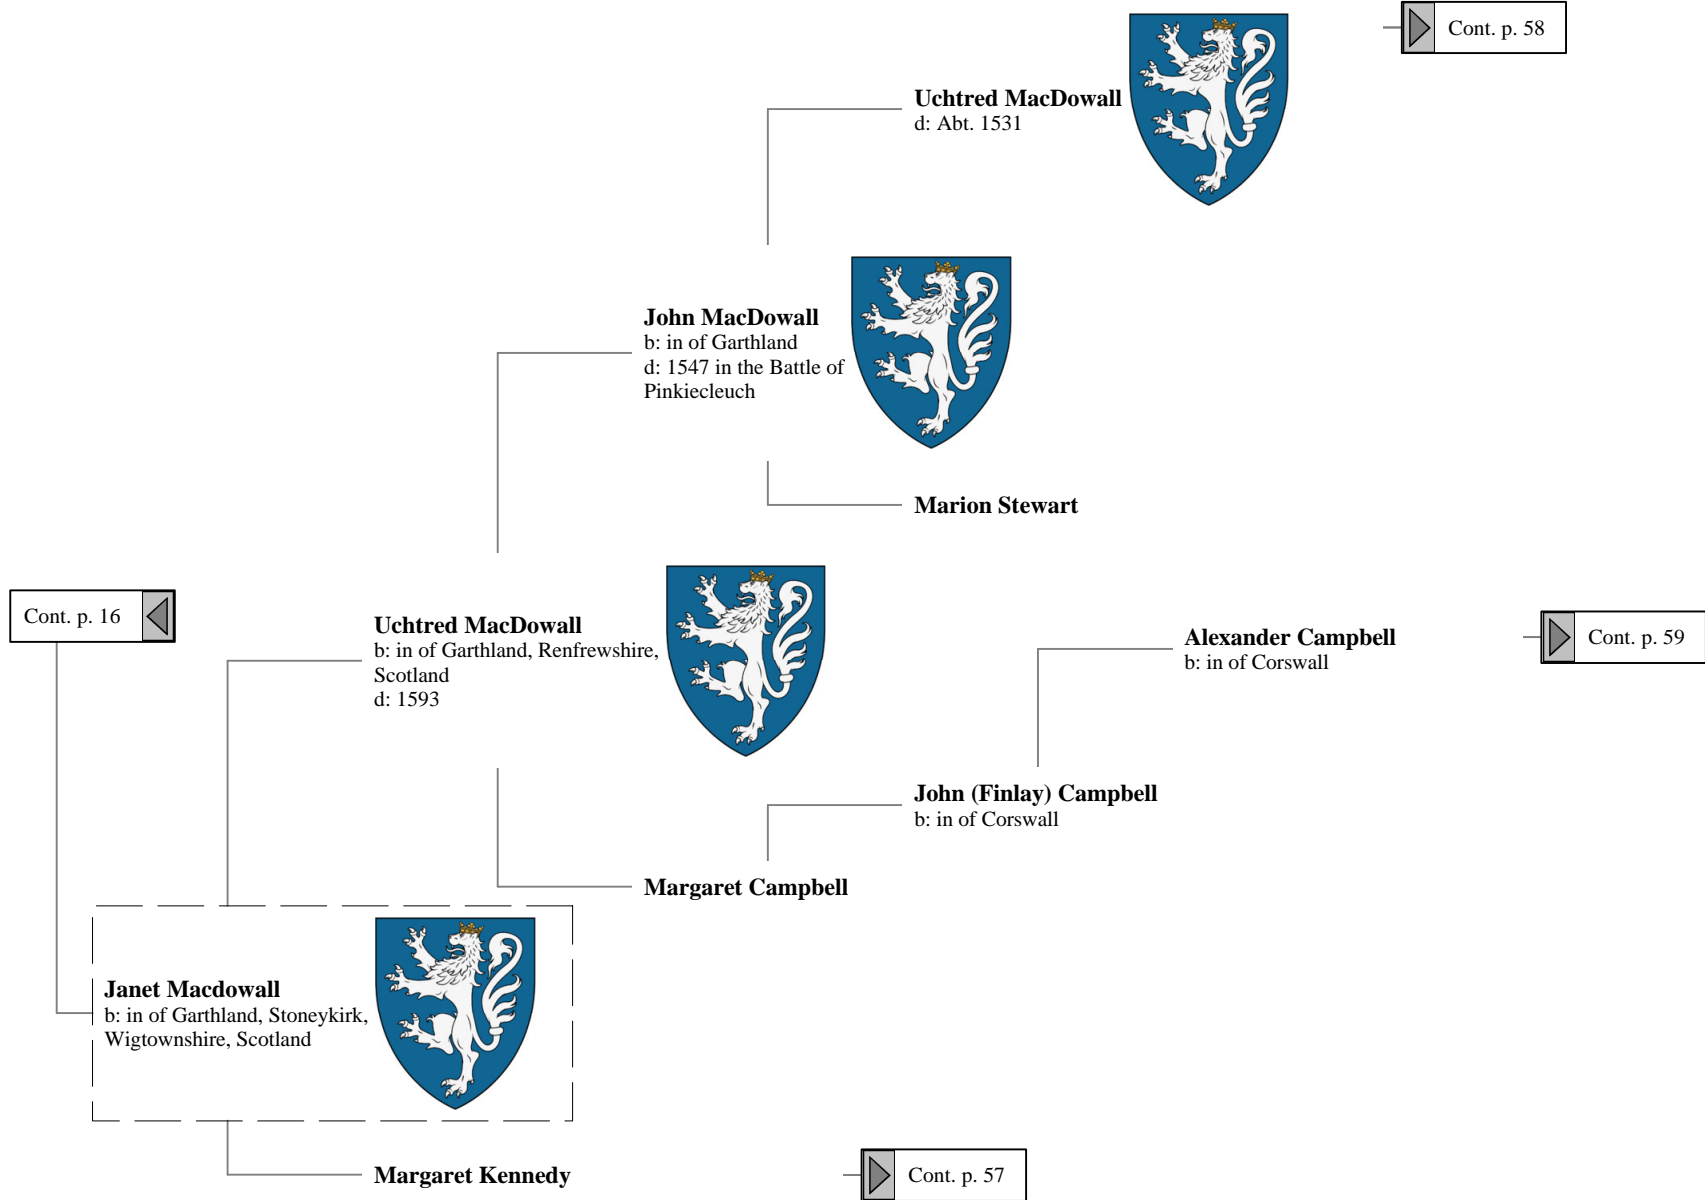 Cont. p. 58
Uchtred MacDowall
d: Abt. 1531
John MacDowall
b: in of Garthland
d: 1547 in the Battle of
Pinkiecleuch
Marion Stewart
Cont. p. 16
Uchtred MacDowall
b: in of Garthland, Renfrewshire,
Scotland
d: 1593
Alexander Campbell
b: in of Corswall
Cont. p. 59
John (Finlay) Campbell
b: in of Corswall
Margaret Campbell
Janet Macdowall
b: in of Garthland, Stoneykirk,
Wigtownshire, Scotland
Margaret Kennedy
Cont. p. 57